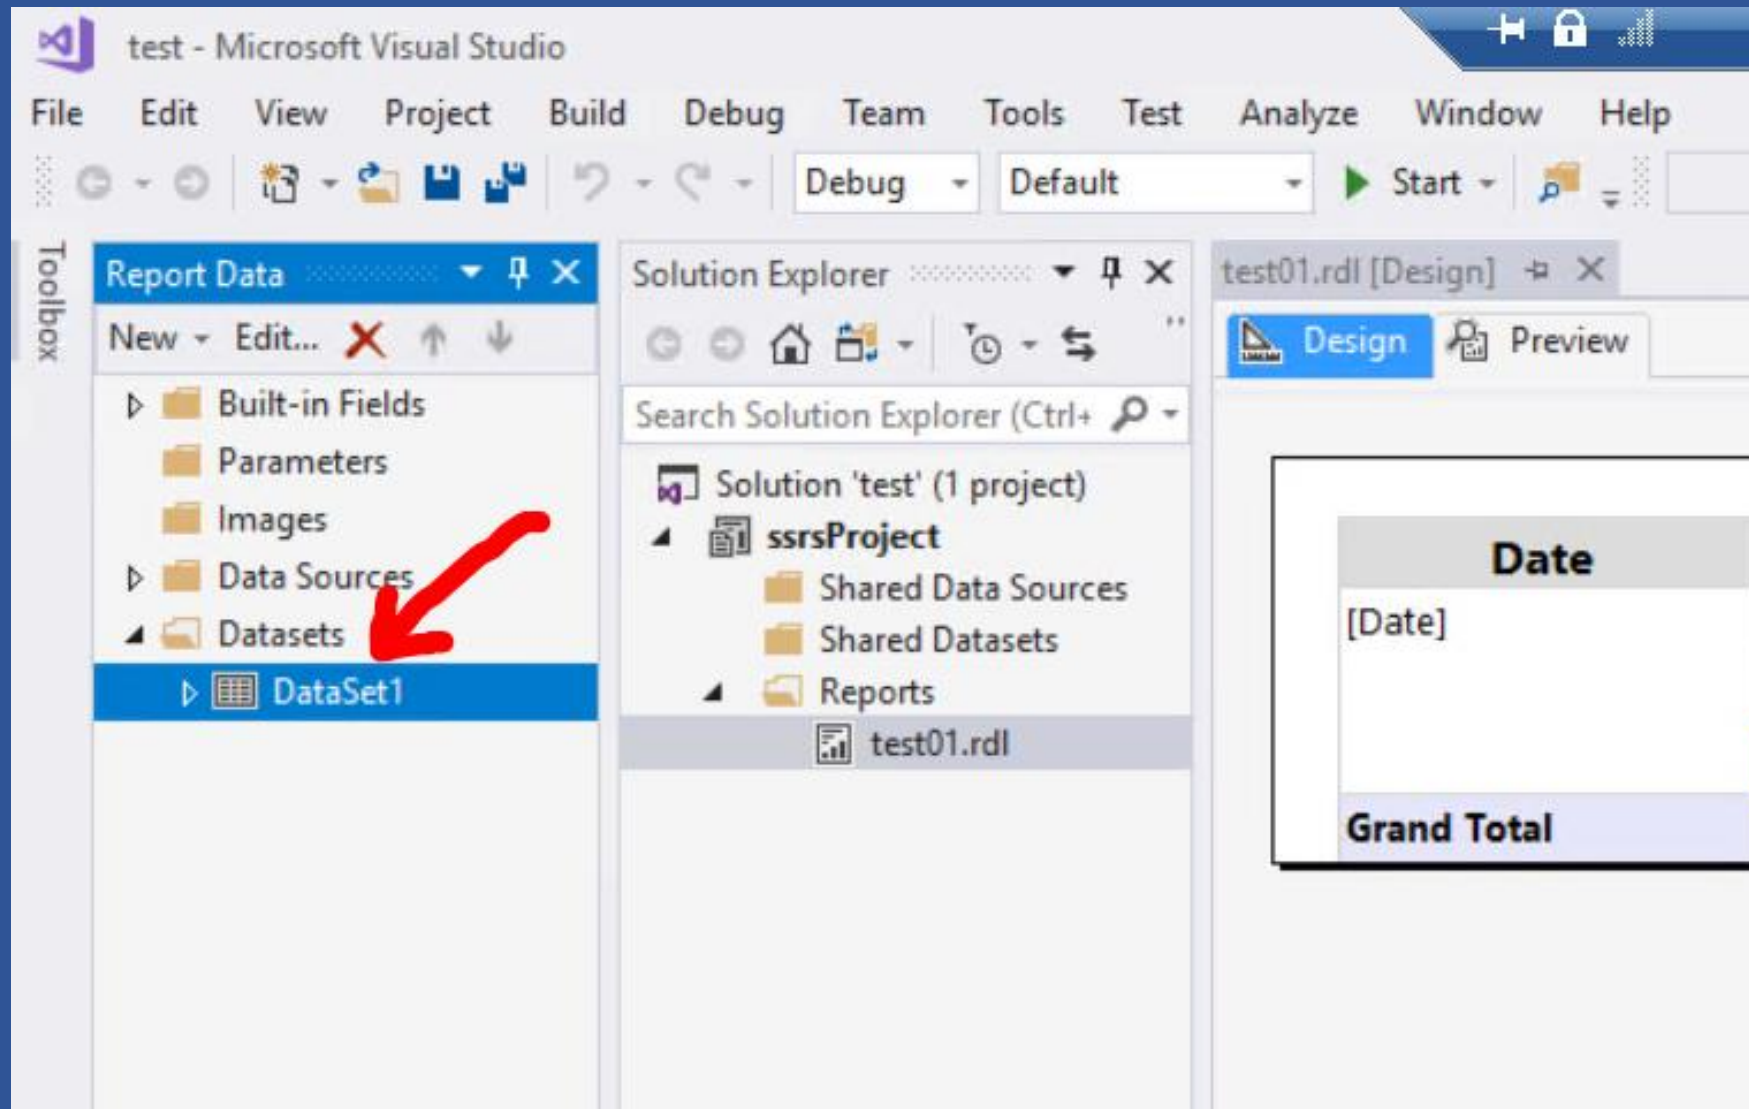 test - Microsoft Visual Studio
File Edit View Project Build Debug Team Tools Test Analyze Window Help
Debug Default Start
Toolbox
Report Data
New Edit...
Built-in Fields
Parameters
Images
Data Sources
Datasets
DataSet1
Solution Explorer
Search Solution Explorer (Ctrl+
Solution 'test' (1 project)
ssrsProject
Shared Data Sources
Shared Datasets
Reports
test01.rdl
test01.rdl [Design]
Design Preview
Date
[Date]
Grand Total